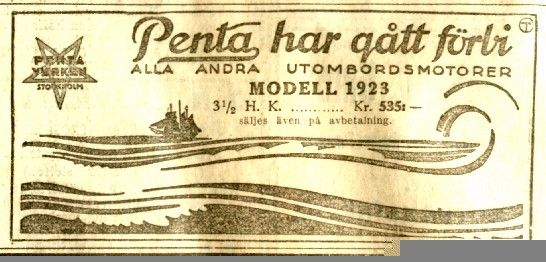 PENTA
VERKEN
STOCKHOLM
Penta har gått förbi
T
ALLA ANDRA UTOMBORDSMOTORER
MODELL 1923
3½ H. K. ............ Kr. 535:—
säljes även på avbetalning.